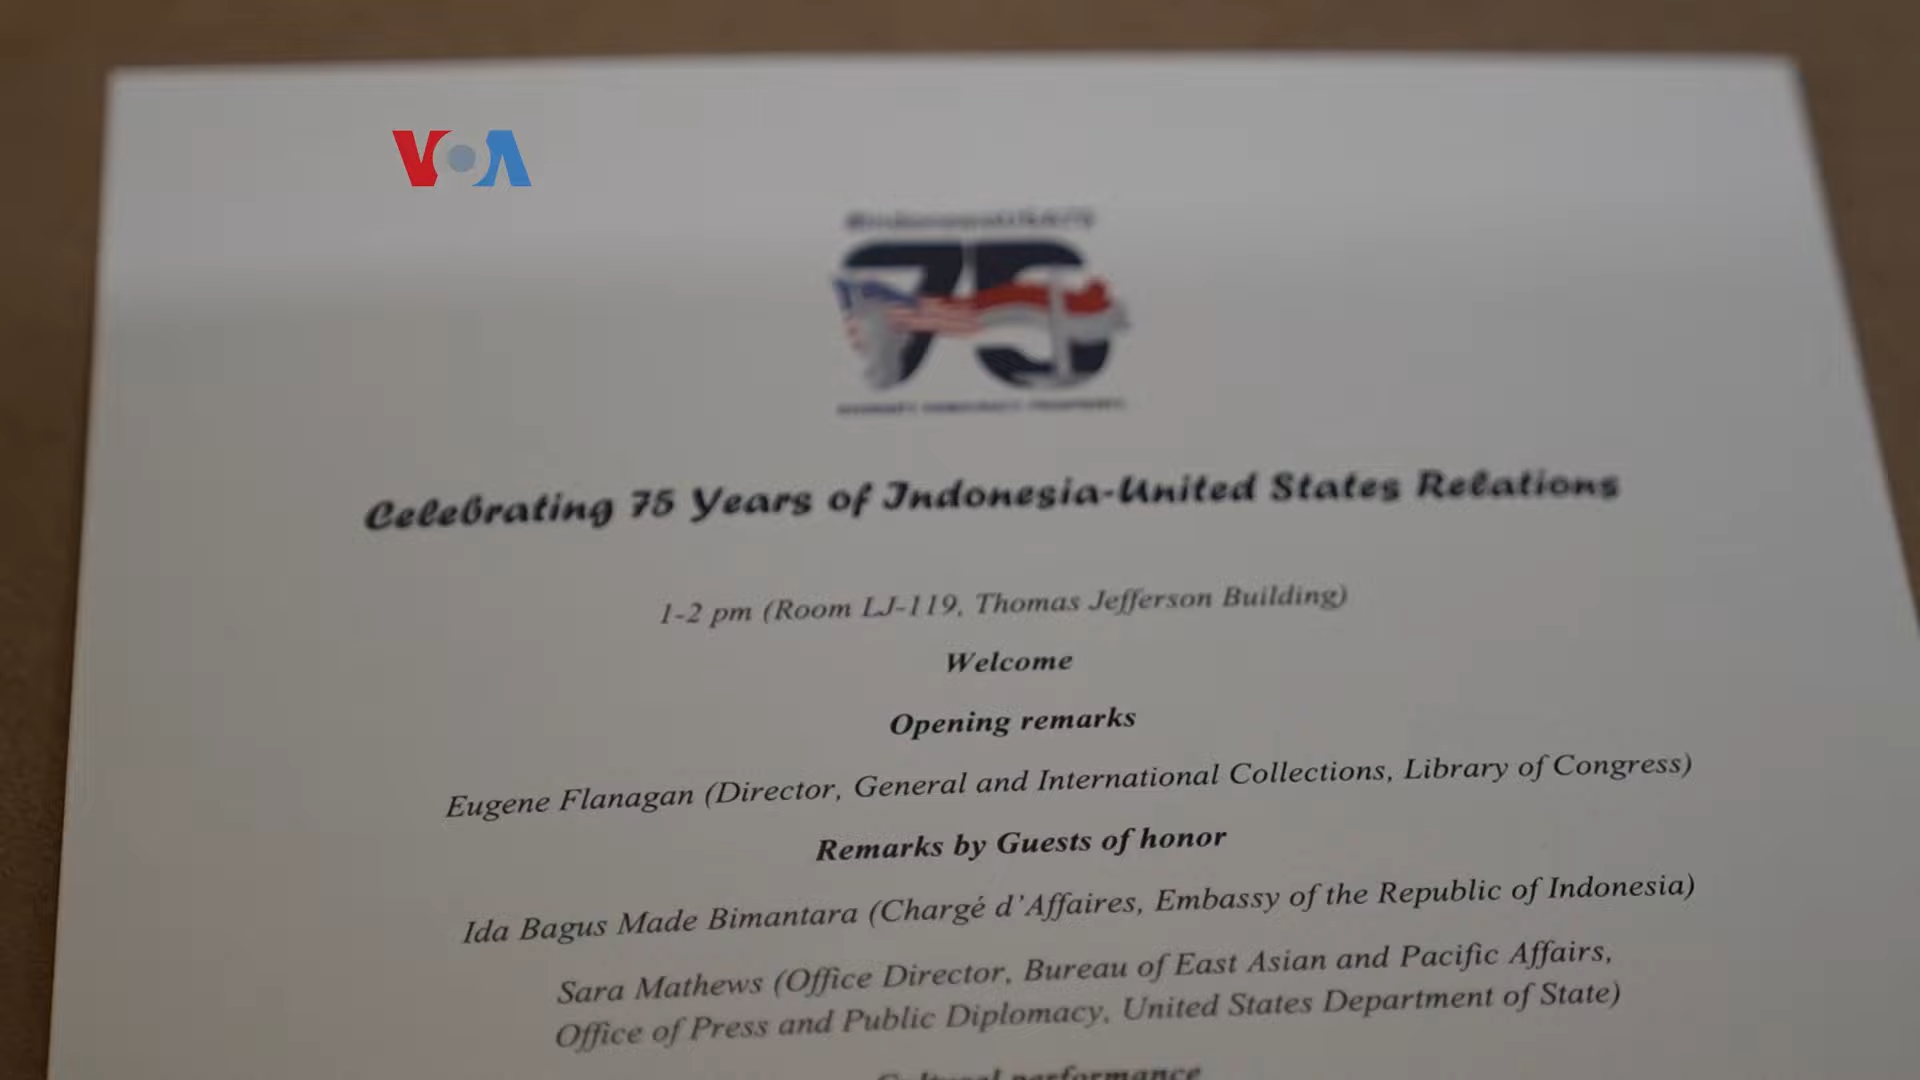 VOA
75
Celebrating 75 Years of Indonesia-United States Relations
1-2 pm (Room LJ-119, Thomas Jefferson Building)
Welcome
Opening remarks
Eugene Flanagan (Director, General and International Collections, Library of Congress)
Remarks by Guests of honor
Ida Bagus Made Bimantara (Chargé d'Affaires, Embassy of the Republic of Indonesia)
Sara Mathews (Office Director, Bureau of East Asian and Pacific Affairs,
Office of Press and Public Diplomacy, United States Department of State)
Cultural performance